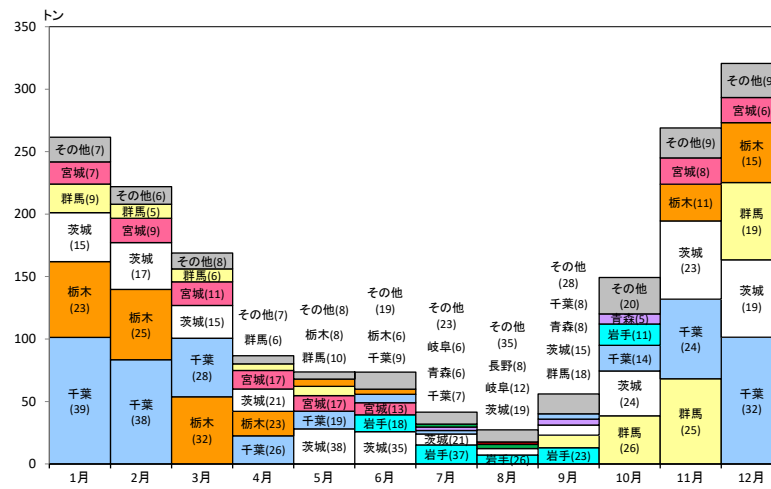 トン
350
300
250
200
150
100
50
0
その他(7)
宮城(7)
群馬(9)
茨城
(15)
栃木
(23)
千葉
(39)
その他(6)
群馬(5)
宮城(9)
茨城
(17)
栃木
(25)
千葉
(38)
その他(8)
群馬(6)
宮城(11)
茨城(15)
千葉
(28)
栃木
(32)
その他(7)
群馬(6)
宮城(17)
茨城(21)
栃木(23)
千葉(26)
その他(8)
栃木(8)
群馬(10)
宮城(17)
千葉(19)
茨城(38)
その他
(19)
栃木(6)
千葉(9)
宮城(13)
岩手(18)
茨城(35)
その他
(23)
岐阜(6)
青森(6)
千葉(7)
茨城(21)
岩手(37)
その他
(35)
長野(8)
岐阜(12)
茨城(19)
岩手(26)
その他
(28)
千葉(8)
青森(8)
茨城(15)
群馬(18)
岩手(23)
その他
(20)
青森(5)
岩手(11)
千葉(14)
茨城
(24)
群馬
(26)
その他(9)
宮城(8)
栃木(11)
茨城
(23)
千葉
(24)
群馬
(25)
その他(9
宮城(6)
栃木
(15)
群馬
(19)
茨城
(19)
千葉
(32)
1月 2月 3月 4月 5月 6月 7月 8月 9月 10月 11月 12月